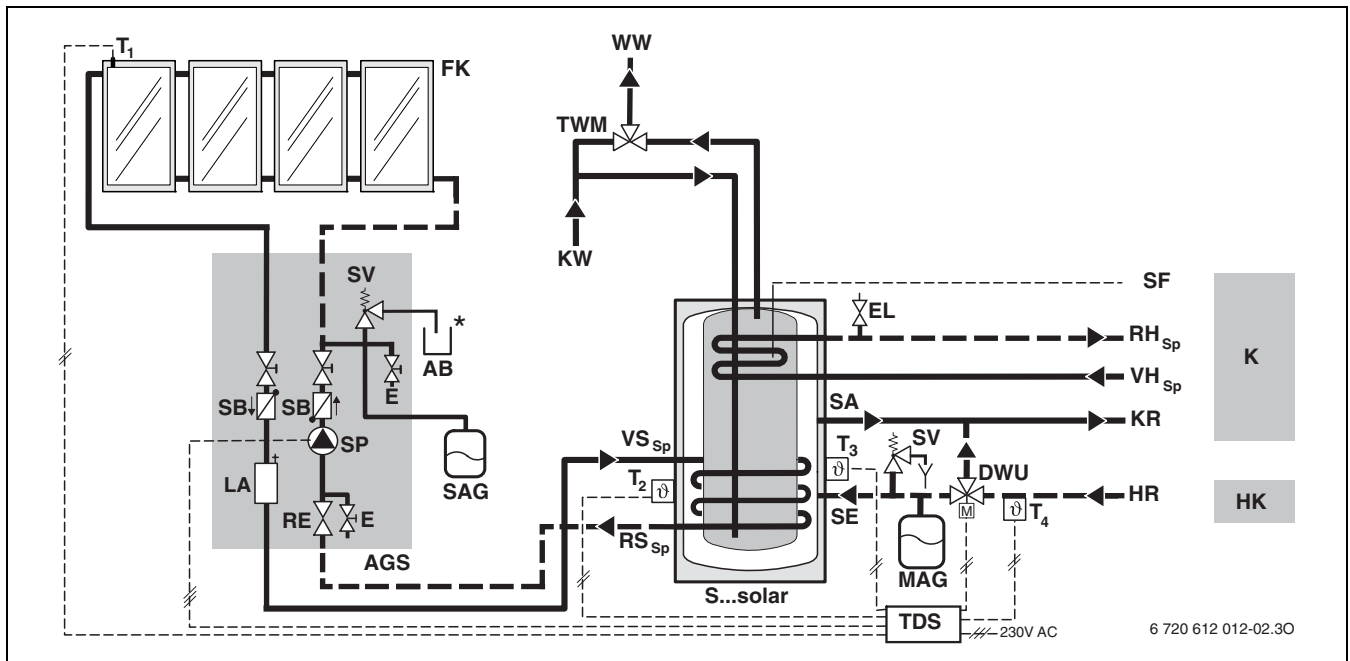 T1
FK
WW
TWM
KW
SV
*
AB
E
SB
SB
SP
LA
SAG
RE
E
AGS
SF
EL
RHSp
VHSp
K
SA
KR
VSSp
T3
SV
DWU
T2
ϑ
ϑ
SE
M
ϑ
T4
HR
HK
RSSp
MAG
S...solar
TDS
230V AC
6 720 612 012-02.3O